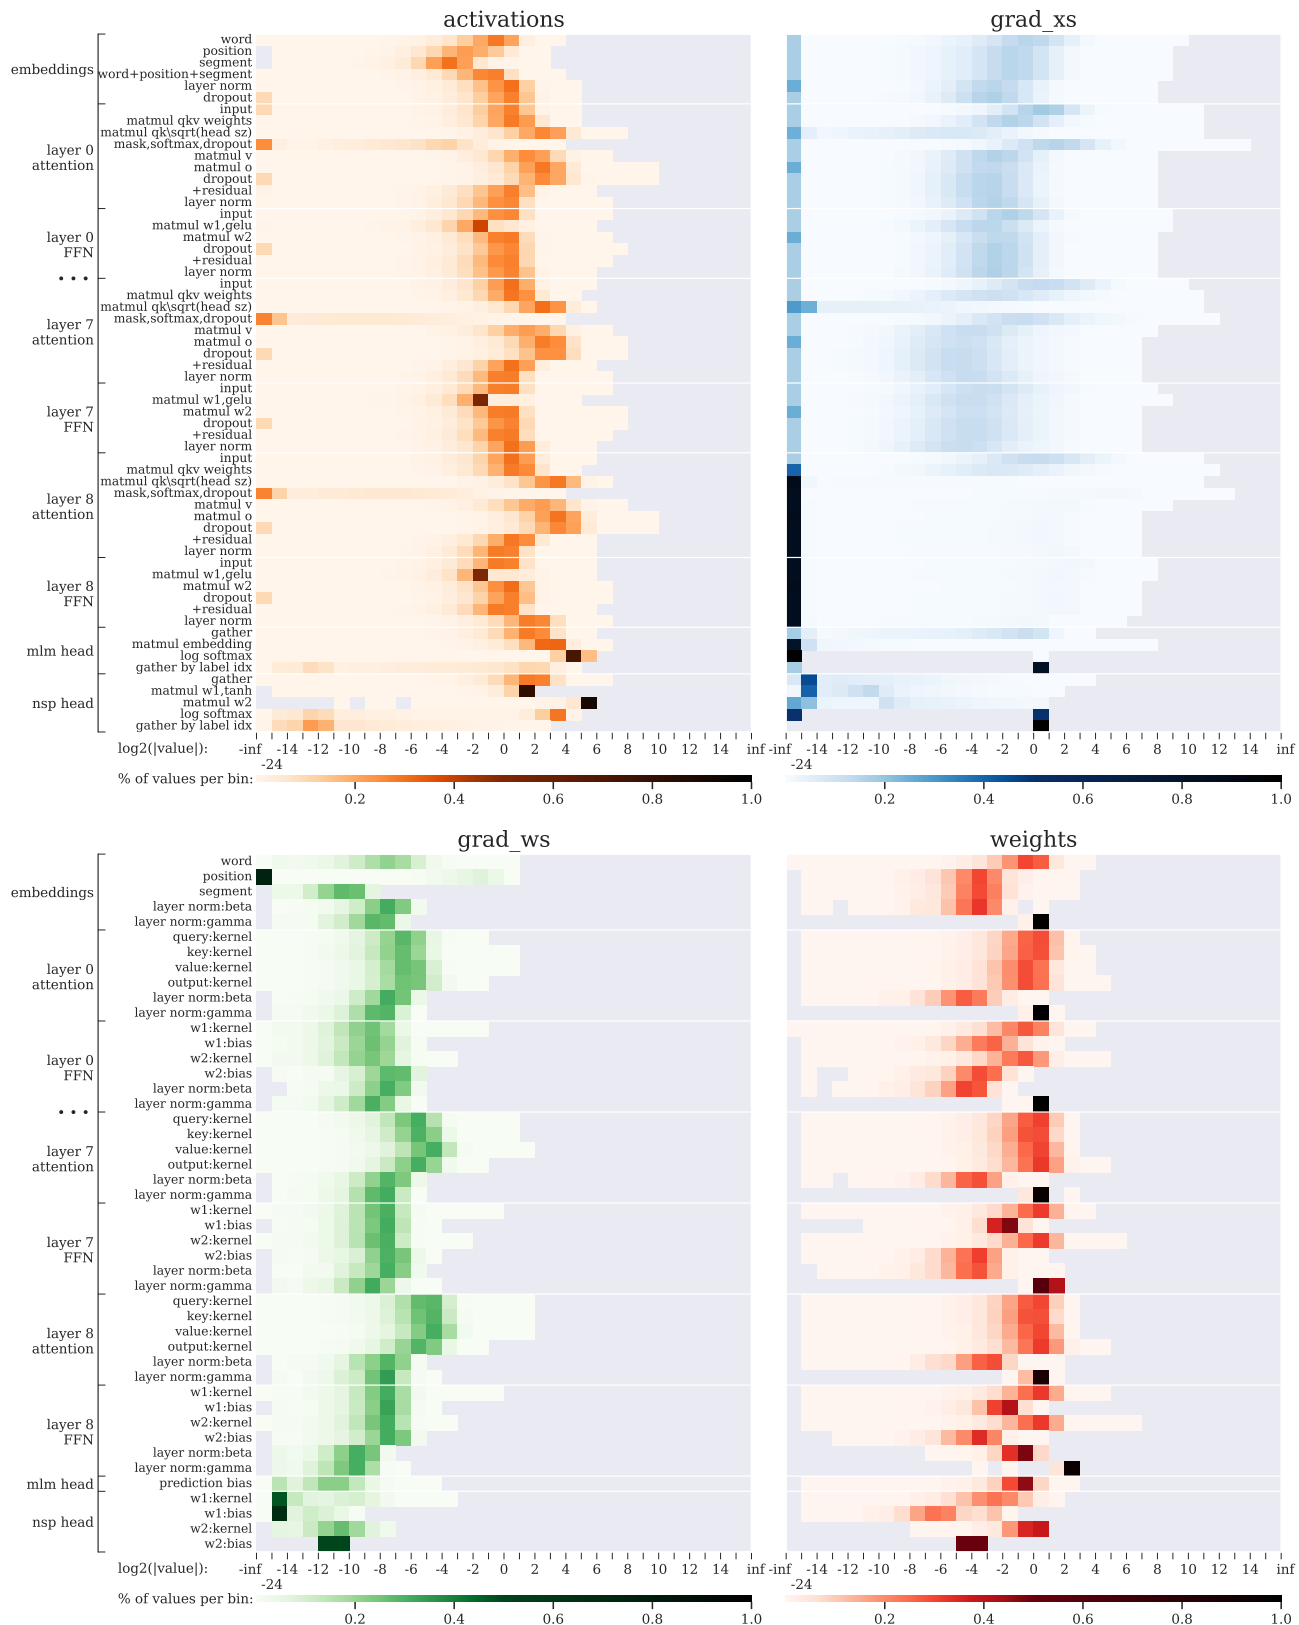 activations
grad_xs
embeddings
word
position
segment
word+position+segment
layer norm
dropout
layer 0
attention
input
matmul qkv weights
matmul qk\sqrt(head sz)
mask,softmax,dropout
matmul v
matmul o
dropout
+residual
layer norm
layer 0
FFN
input
matmul w1,gelu
matmul w2
dropout
+residual
layer norm
• • •
layer 7
attention
input
matmul qkv weights
matmul qk\sqrt(head sz)
mask,softmax,dropout
matmul v
matmul o
dropout
+residual
layer norm
layer 7
FFN
input
matmul w1,gelu
matmul w2
dropout
+residual
layer norm
layer 8
attention
input
matmul qkv weights
matmul qk\sqrt(head sz)
mask,softmax,dropout
matmul v
matmul o
dropout
+residual
layer norm
layer 8
FFN
input
matmul w1,gelu
matmul w2
dropout
+residual
layer norm
mlm head
gather
matmul embedding
log softmax
gather by label idx
nsp head
gather
matmul w1,tanh
matmul w2
log softmax
gather by label idx
log2(|value|): -inf -14 -12 -10 -8 -6 -4 -2 0 2 4 6 8 10 12 14 inf -inf -14 -12 -10 -8 -6 -4 -2 0 2 4 6 8 10 12 14 inf
-24 -24
% of values per bin:
0.2 0.4 0.6 0.8 1.0 0.2 0.4 0.6 0.8 1.0
grad_ws
weights
embeddings
word
position
segment
layer norm:beta
layer norm:gamma
layer 0
attention
query:kernel
key:kernel
value:kernel
output:kernel
layer norm:beta
layer norm:gamma
layer 0
FFN
w1:kernel
w1:bias
w2:kernel
w2:bias
layer norm:beta
layer norm:gamma
• • •
layer 7
attention
query:kernel
key:kernel
value:kernel
output:kernel
layer norm:beta
layer norm:gamma
layer 7
FFN
w1:kernel
w1:bias
w2:kernel
w2:bias
layer norm:beta
layer norm:gamma
layer 8
attention
query:kernel
key:kernel
value:kernel
output:kernel
layer norm:beta
layer norm:gamma
layer 8
FFN
w1:kernel
w1:bias
w2:kernel
w2:bias
layer norm:beta
layer norm:gamma
mlm head
prediction bias
nsp head
w1:kernel
w1:bias
w2:kernel
w2:bias
log2(|value|): -inf -14 -12 -10 -8 -6 -4 -2 0 2 4 6 8 10 12 14 inf -inf -14 -12 -10 -8 -6 -4 -2 0 2 4 6 8 10 12 14 inf
-24 -24
% of values per bin:
0.2 0.4 0.6 0.8 1.0 0.2 0.4 0.6 0.8 1.0